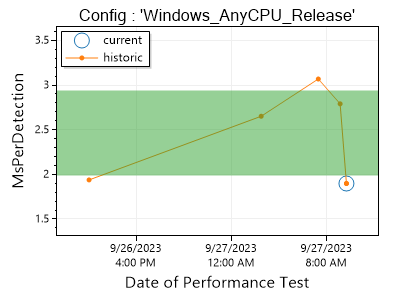 Config : 'Windows_AnyCPU_Release'
current
historic
MsPerDetection
3.5
3
2.5
2
1.5
9/26/2023 9/27/2023 9/27/2023
4:00 PM 12:00 AM 8:00 AM
Date of Performance Test